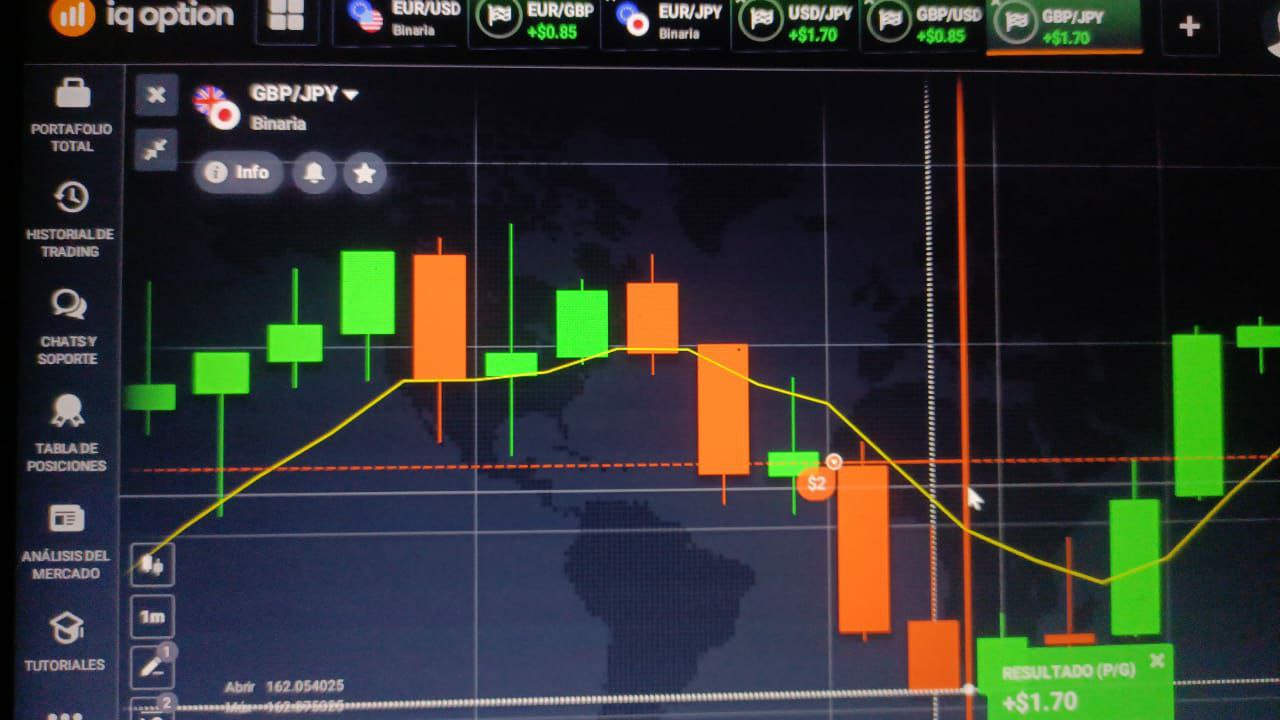 iq option
EUR/USD
Binaria
EUR/GBP
+$0.85
EUR/JPY
Binaria
USD/JPY
+$1.70
GBP/USD
+$0.85
GBP/JPY
+$1.70
+
PORTAFOLIO
TOTAL
HISTORIAL DE
TRADING
CHATS Y
SOPORTE
TABLA DE
POSICIONES
ANÁLISIS DEL
MERCADO
TUTORIALES
GBP/JPY
Binaria
Info
$2
1m
1
2
Abrir 162.054025
RESULTADO (P/G)
+$1.70